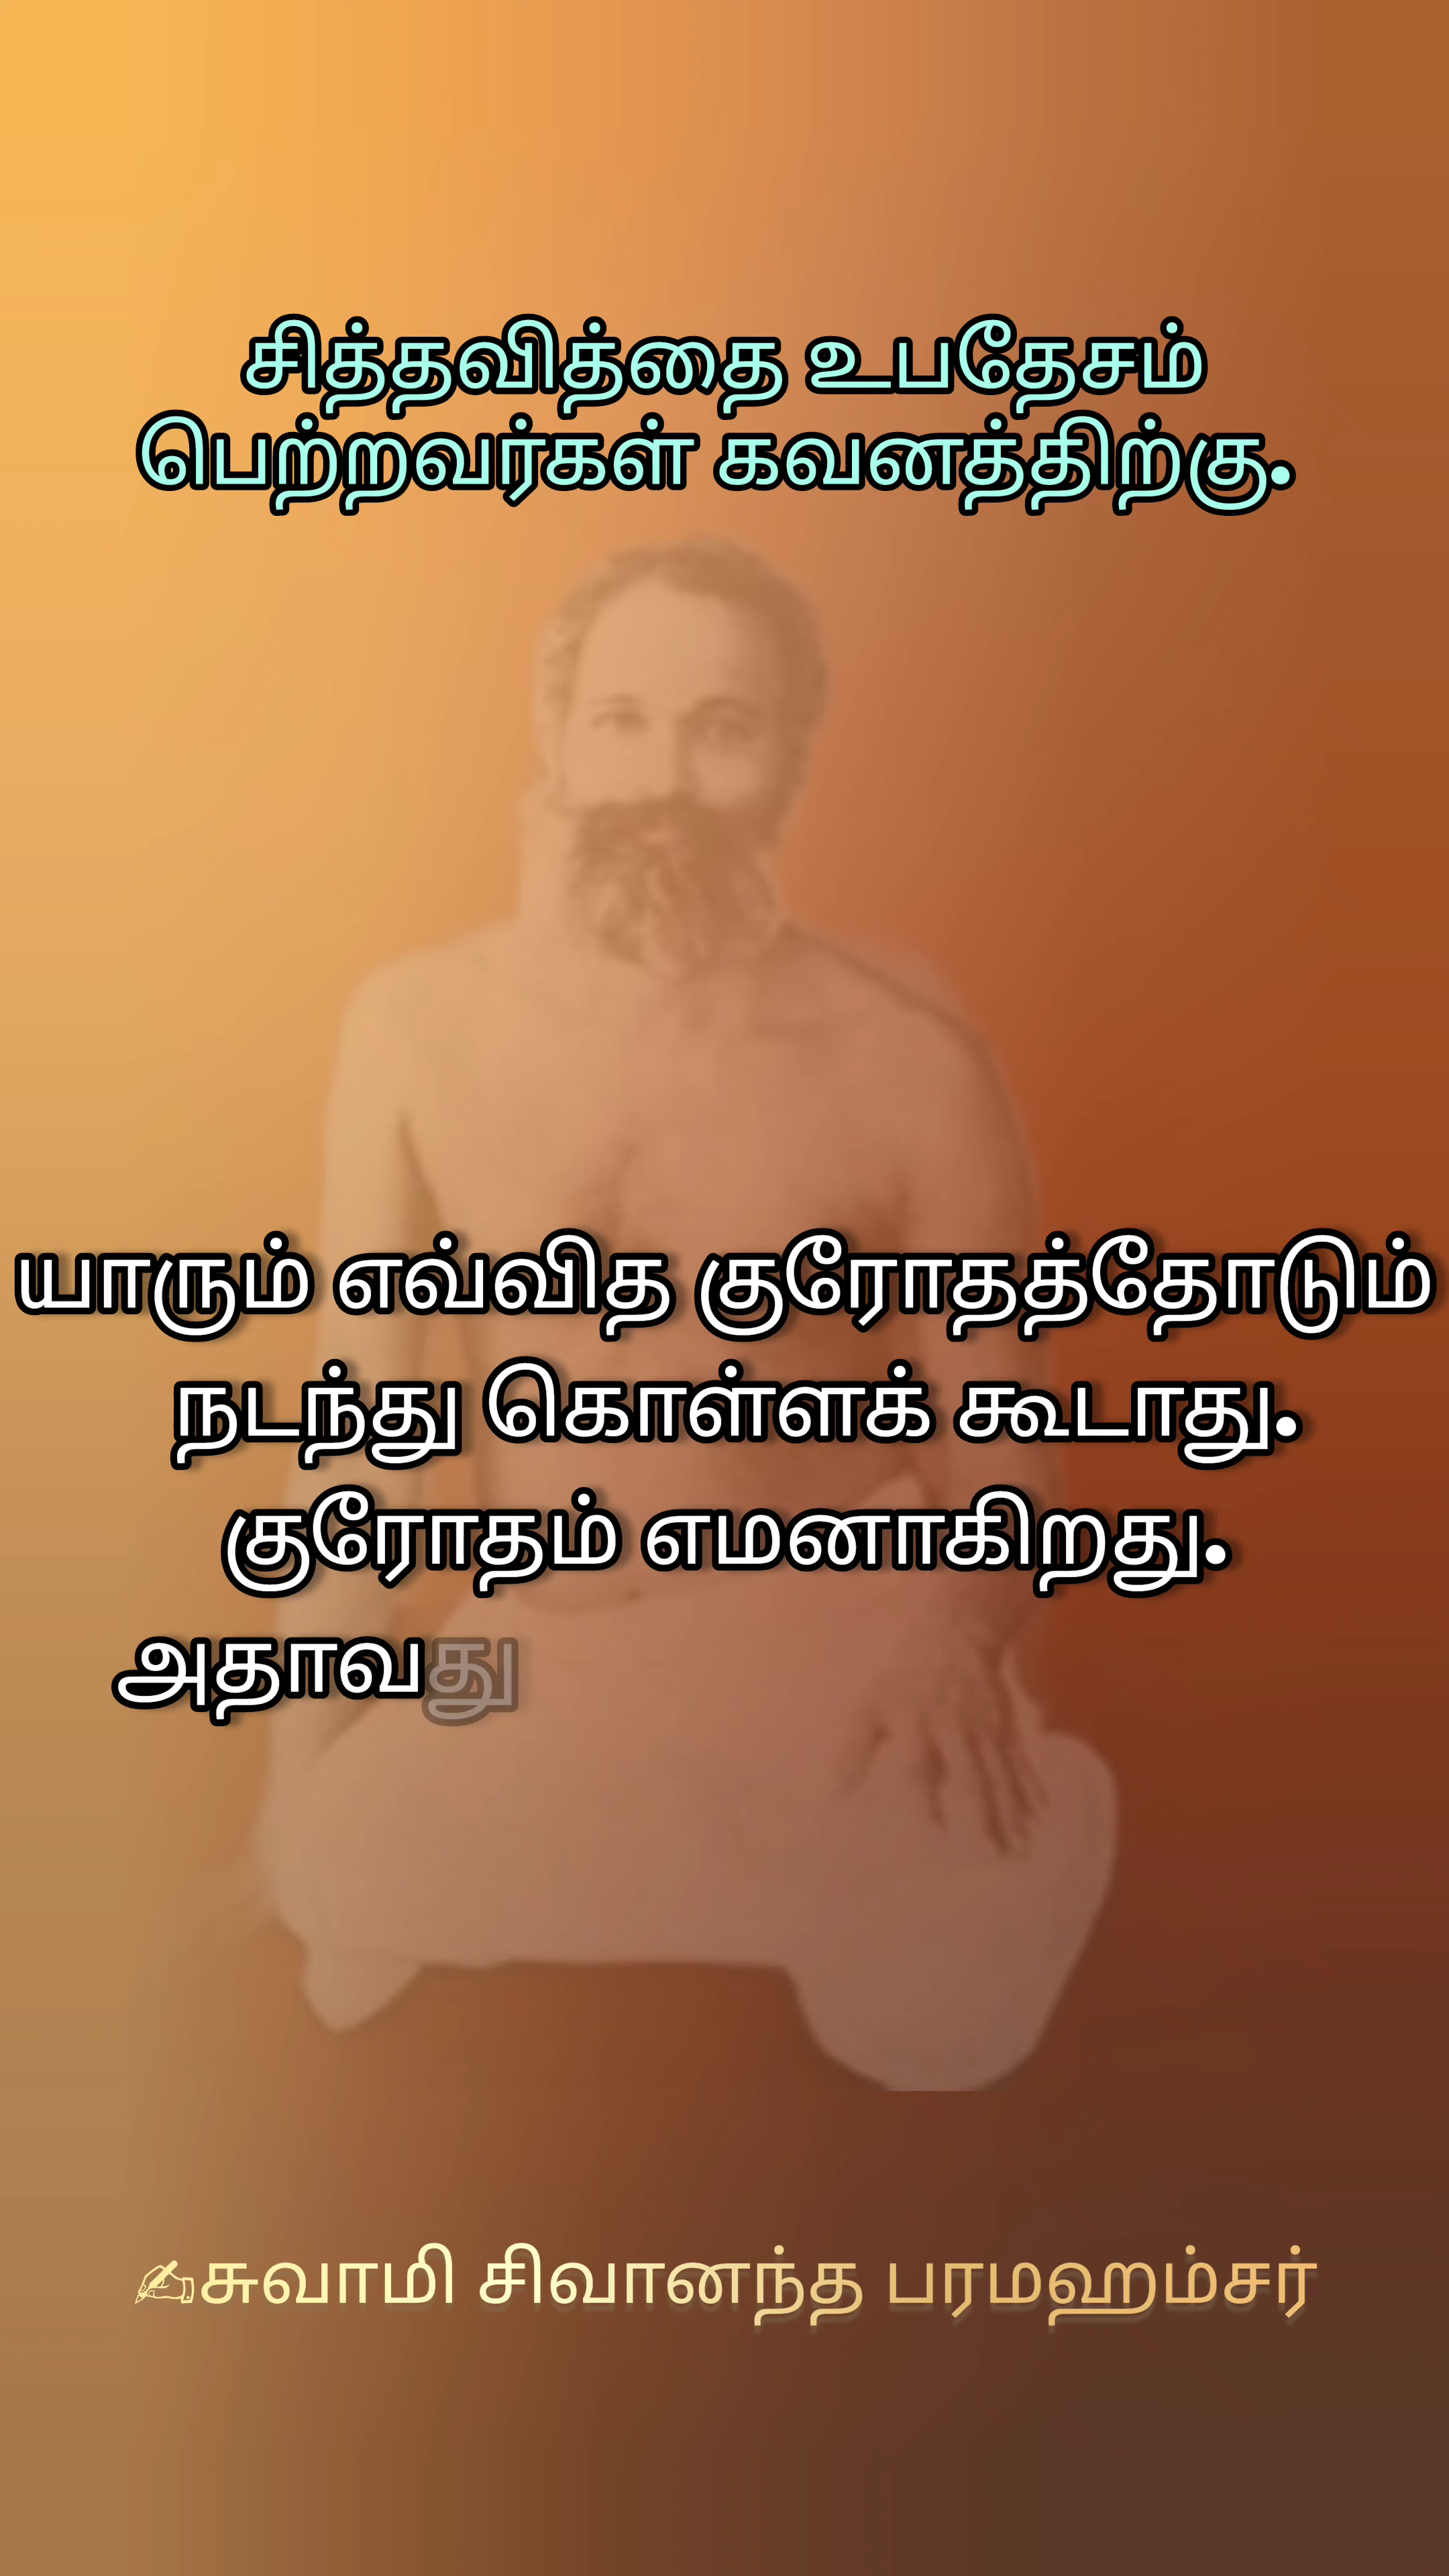 சித்தவித்தை உபதேசம்
பெற்றவர்கள் கவனத்திற்கு.
யாரும் எவ்வித குரோதத்தோடும்
நடந்து கொள்ளக் கூடாது.
குரோதம் எமனாகிறது.
அதாவது
✍சுவாமி சிவானந்த பரமஹம்சர்